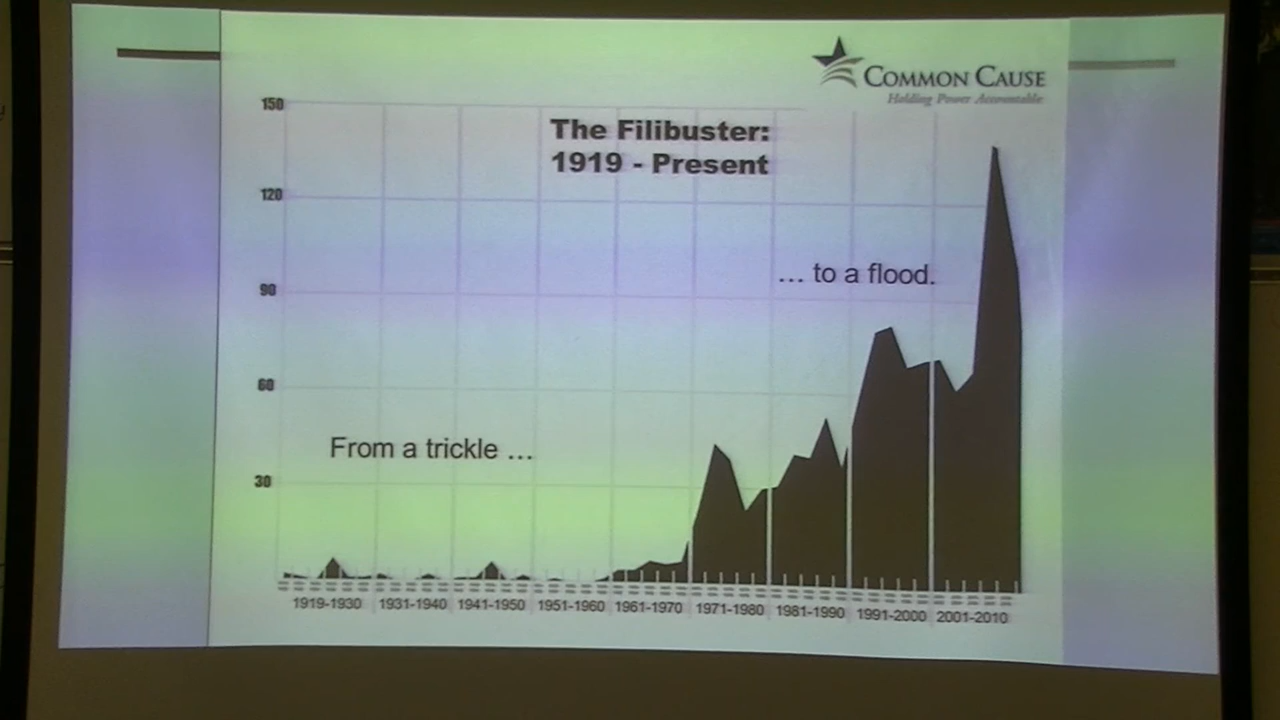 COMMON CAUSE
Holding Power Accountable
150
The Filibuster:
1919 - Present
120
... to a flood.
90
60
From a trickle ...
30
1919-1930 1931-1940 1941-1950 1951-1960 1961-1970 1971-1980 1981-1990 1991-2000 2001-2010